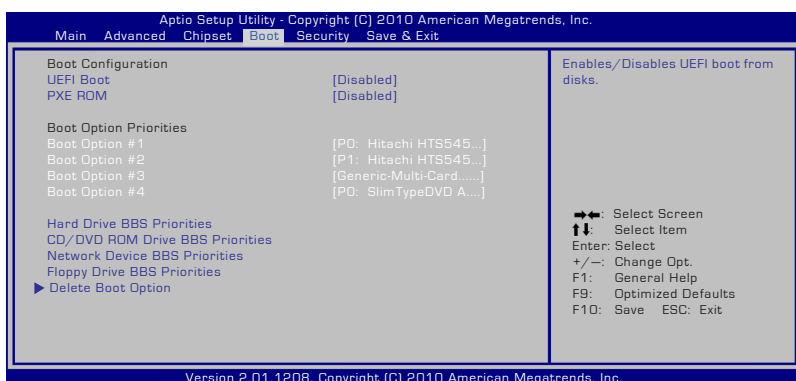 Aptio Setup Utility - Copyright (C) 2010 American Megatrends, Inc.
Main Advanced Chipset Boot Security Save & Exit
Boot Configuration
UEFI Boot [Disabled]
PXE ROM [Disabled]
Boot Option Priorities
Boot Option #1 [P0: Hitachi HTS545...]
Boot Option #2 [P1: Hitachi HTS545...]
Boot Option #3 [Generic-Multi-Card......]
Boot Option #4 [P0: SlimTypeDVD A....]
Hard Drive BBS Priorities
CD/DVD ROM Drive BBS Priorities
Network Device BBS Priorities
Floppy Drive BBS Priorities
▶ Delete Boot Option
Enables/Disables UEFI boot from
disks.
➡⬅: Select Screen
⬆⬇: Select Item
Enter: Select
+/—: Change Opt.
F1: General Help
F9: Optimized Defaults
F10: Save ESC: Exit
Version 2.01.1208. Copyright (C) 2010 American Megatrends, Inc.